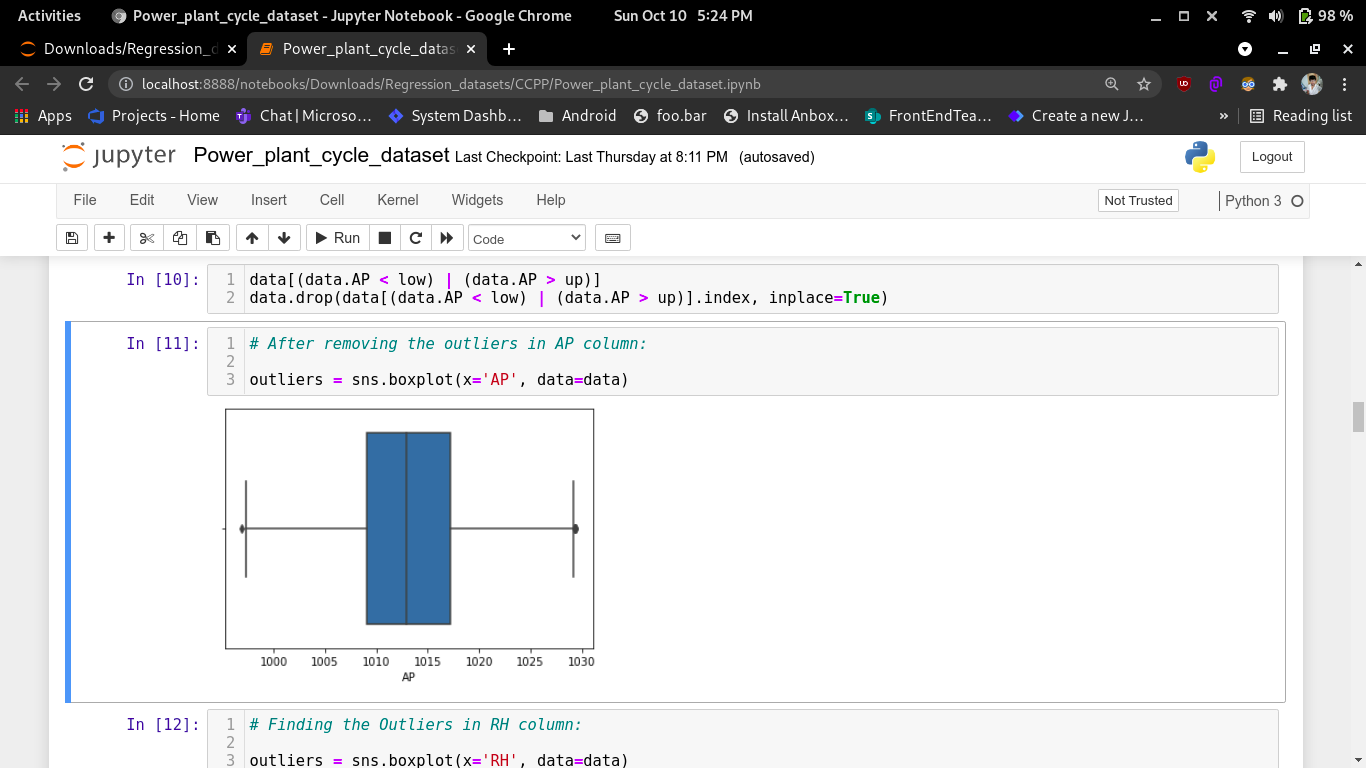 Activities Power_plant_cycle_dataset - Jupyter Notebook - Google Chrome Sun Oct 10 5:24 PM 98 %
Downloads/Regression_d Power_plant_cycle_datas
localhost:8888/notebooks/Downloads/Regression_datasets/CCPP/Power_plant_cycle_dataset.ipynb
Apps Projects - Home Chat | Microso… System Dashb… Android foo.bar Install Anbox… FrontEndTea… Create a new J… » Reading list
jupyter Power_plant_cycle_dataset Last Checkpoint: Last Thursday at 8:11 PM (autosaved) Logout
File Edit View Insert Cell Kernel Widgets Help Not Trusted Python 3
Run Code
In [10]: 1 data[(data.AP < low) | (data.AP > up)]
2 data.drop(data[(data.AP < low) | (data.AP > up)].index, inplace=True)
In [11]: 1 # After removing the outliers in AP column:
2
3 outliers = sns.boxplot(x='AP', data=data)
1000 1005 1010 1015 1020 1025 1030
AP
In [12]: 1 # Finding the Outliers in RH column:
2
3 outliers = sns.boxplot(x='RH', data=data)